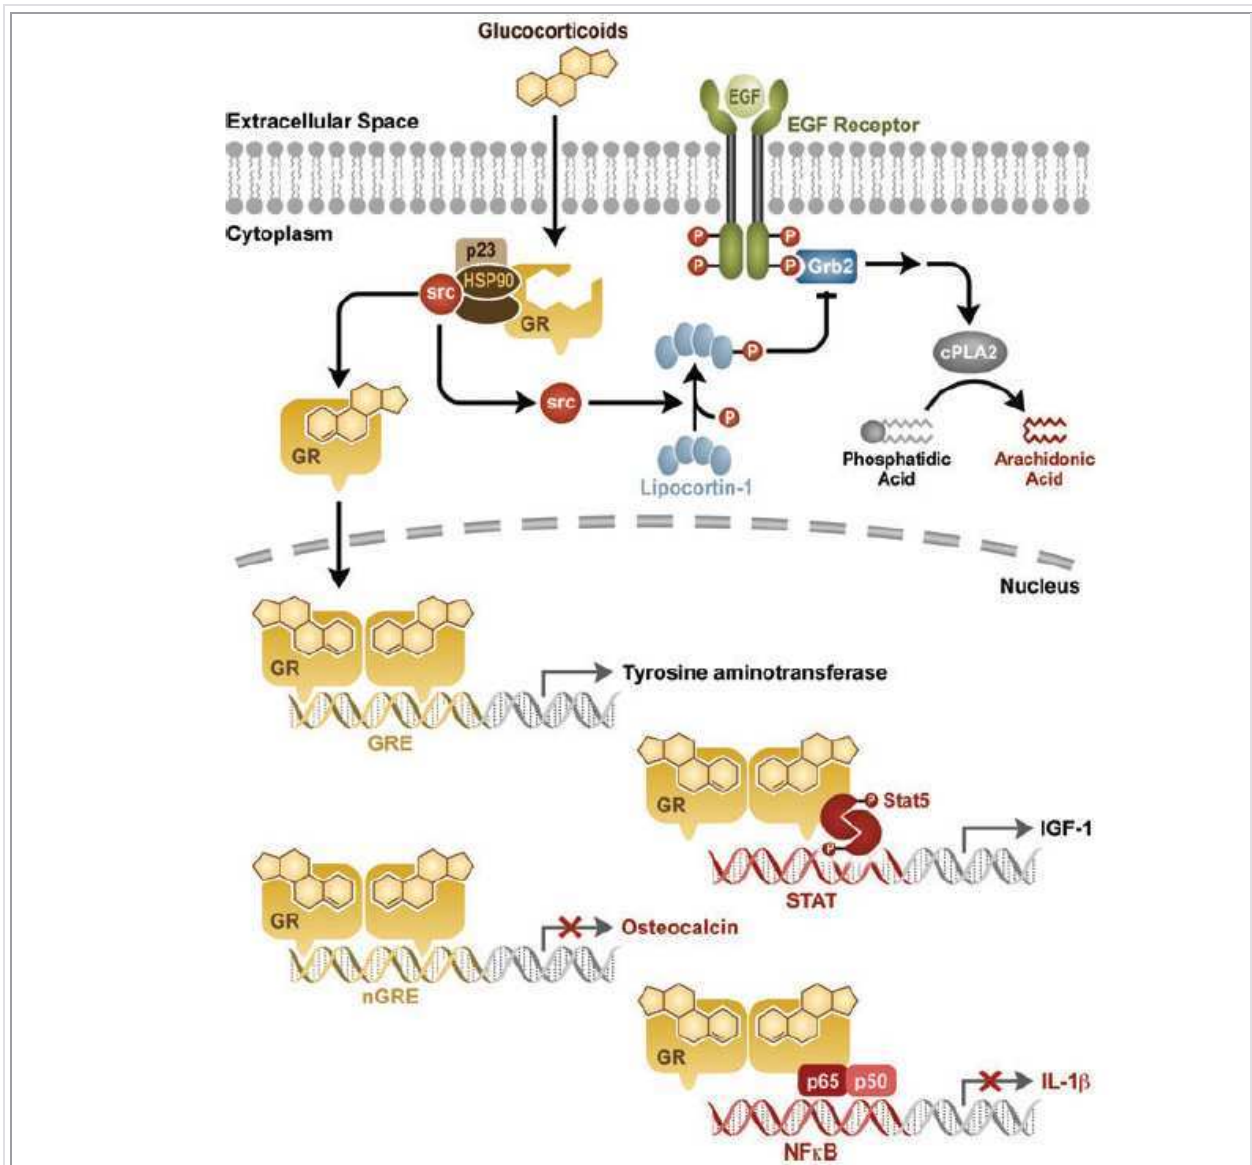 Glucocorticoids
EGF
EGF Receptor
Extracellular Space
Cytoplasm
p23
HSP90
src
GR
P
P
P
P
Grb2
cPLA2
P
src
P
GR
Lipocortin-1
Phosphatidic
Acid
Arachidonic
Acid
Nucleus
GR
Tyrosine aminotransferase
GRE
GR
P
Stat5
P
IGF-1
STAT
GR
Osteocalcin
nGRE
GR
p65
p50
IL-1β
NFκB